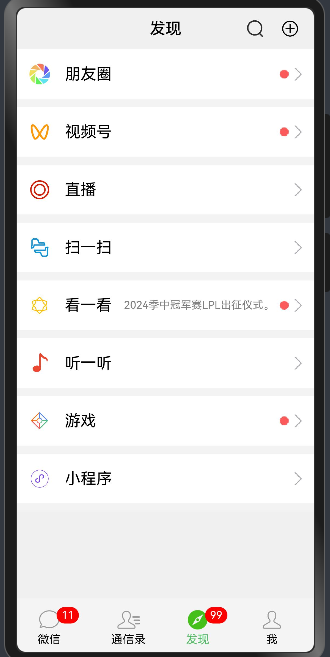 发现
朋友圈
视频号
直播
扫一扫
看一看 2024季中冠军赛LPL出征仪式。
听一听
游戏
小程序
11 99
微信 通信录 发现 我